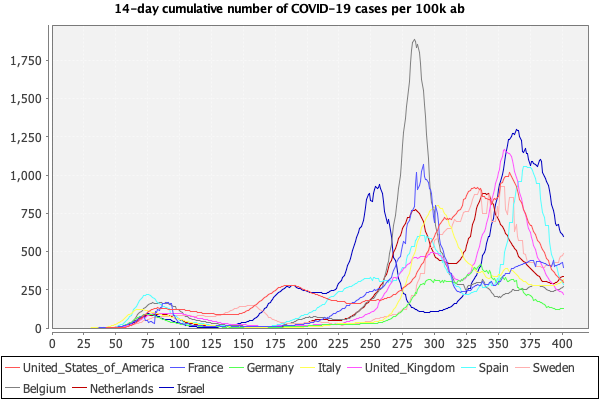 14-day cumulative number of COVID-19 cases per 100k ab
1,750
1,500
1,250
1,000
750
500
250
0
0 25 50 75 100 125 150 175 200 225 250 275 300 325 350 375 400
United_States_of_America France Germany Italy United_Kingdom Spain Sweden
Belgium Netherlands Israel